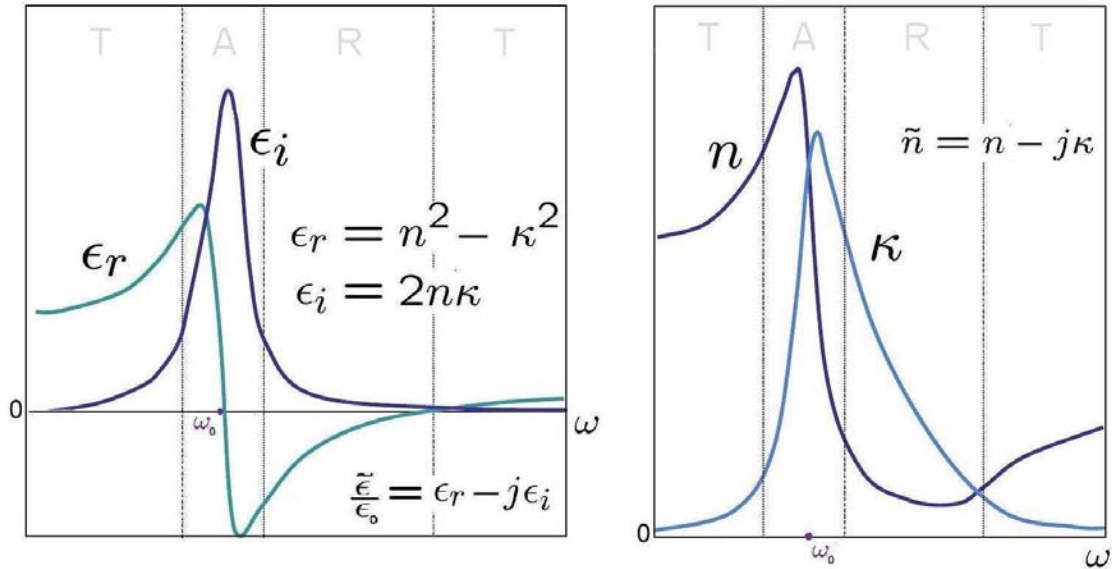 T A R T
ϵᵢ
ϵᵣ
ϵᵣ = n² − κ²
ϵᵢ = 2nκ
0
ω₀
ω
ϵ̃/ϵ₀ = ϵᵣ − jϵᵢ
T A R T
n
ñ = n − jκ
κ
0
ω₀
ω